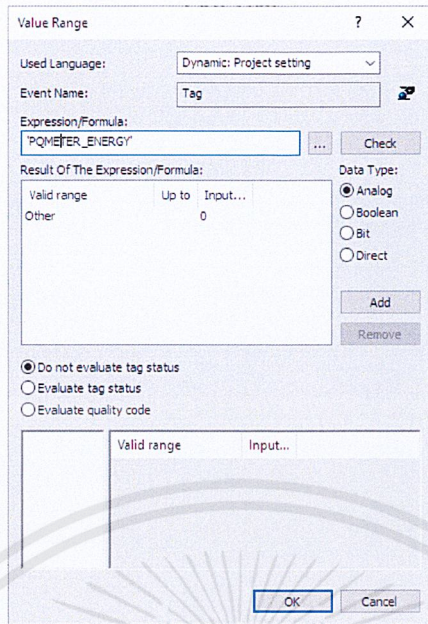 Value Range ? X
Used Language: Dynamic: Project setting
Event Name: Tag
Expression/Formula:
'PQMETER_ENERGY' ... Check
Result Of The Expression/Formula: Data Type:
Valid range Up to Input... Analog
Other 0 Boolean
Bit
Direct
Add
Remove
Do not evaluate tag status
Evaluate tag status
Evaluate quality code
Valid range Input...
OK Cancel